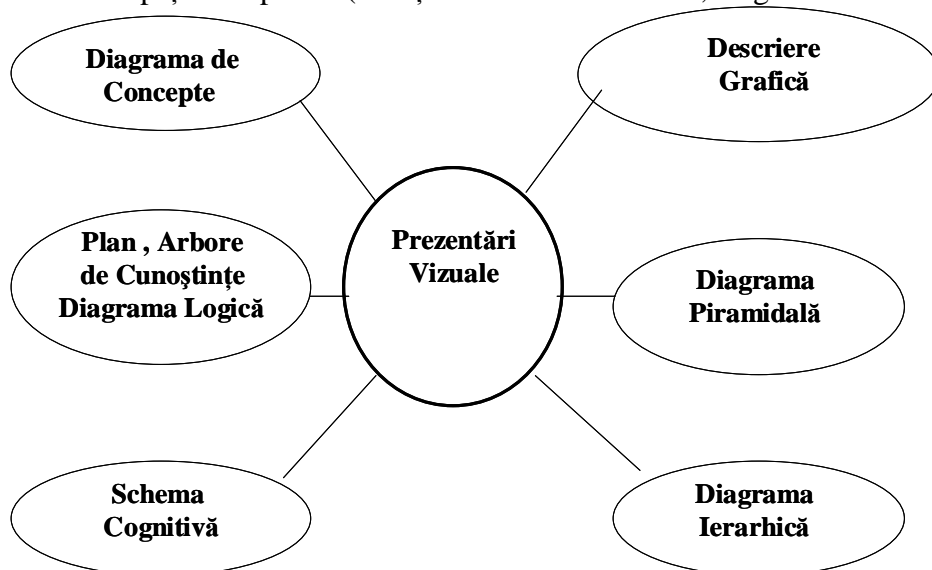 Diagrama de
Concepte
Descriere
Grafică
Prezentări
Vizuale
Plan , Arbore
de Cunoştinţe
Diagrama Logică
Diagrama
Piramidală
Schema
Cognitivă
Diagrama
Ierarhică